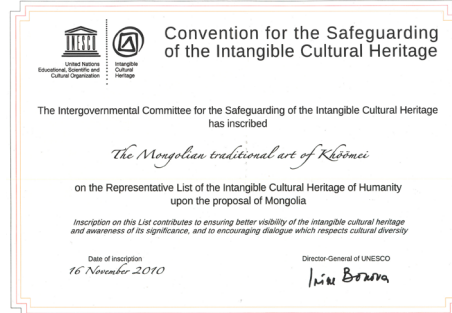 Convention for the Safeguarding
of the Intangible Cultural Heritage
United Nations
Educational, Scientific and
Cultural Organization
Intangible
Cultural
Heritage
The Intergovernmental Committee for the Safeguarding of the Intangible Cultural Heritage
has inscribed
The Mongolian traditional art of Khöömei
on the Representative List of the Intangible Cultural Heritage of Humanity
upon the proposal of Mongolia
Inscription on this List contributes to ensuring better visibility of the intangible cultural heritage
and awareness of its significance, and to encouraging dialogue which respects cultural diversity
Date of inscription
16 November 2010
Director-General of UNESCO